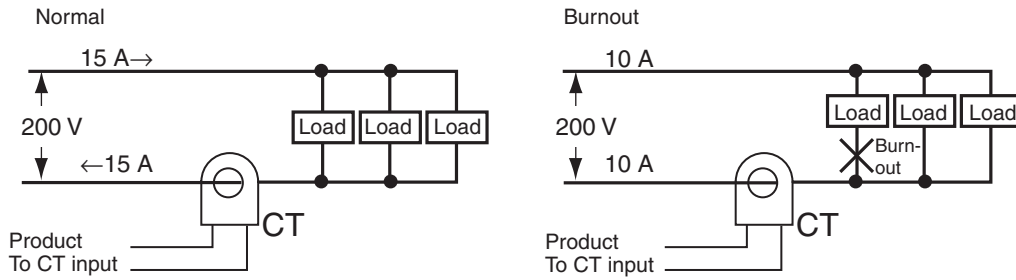 Normal
15 A→
200 V
Load Load Load
←15 A
CT
Product
To CT input
Burnout
10 A
200 V
Load Load Load
Burn-
out
10 A
CT
Product
To CT input